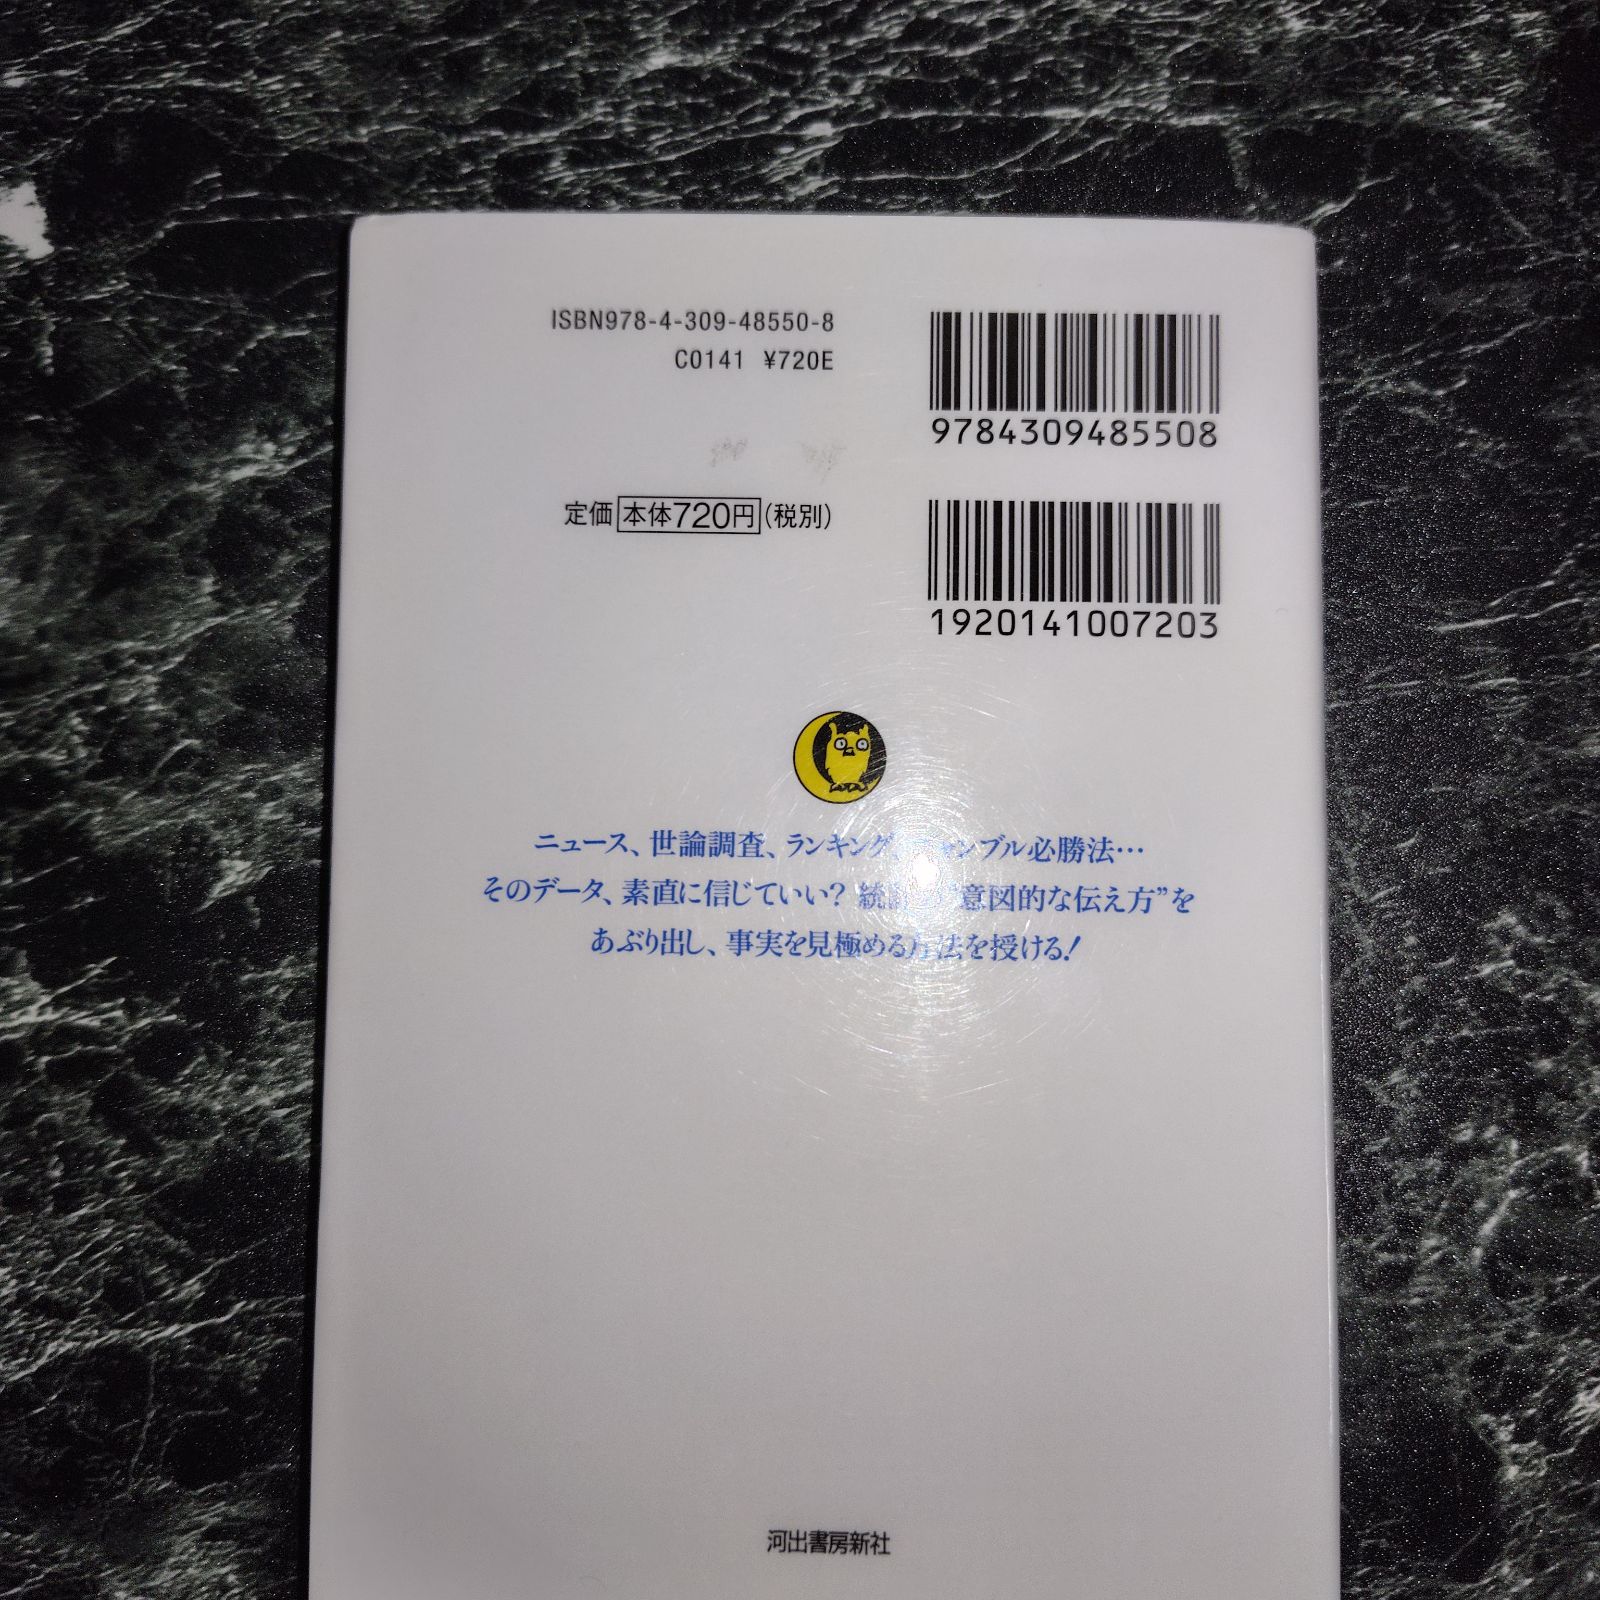 ISBN978-4-309-48550-8
C0141 ¥720E
9784309485508
定価 本体720円(税別)
1920141007203
ニュース、世論調査、ランキング、ャンブル必勝法…
そのデータ、素直に信じていい? 統 “意図的な伝え方”を
あぶり出し、事実を見極める方法を授ける!
河出書房新社